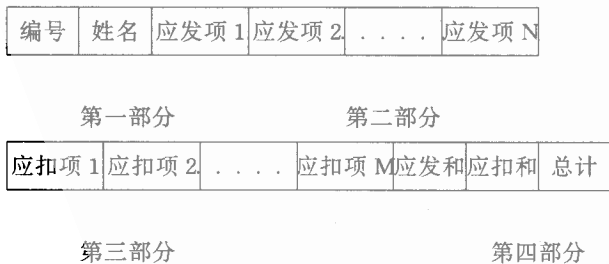 编号 姓名 应发项 1 应发项 2 . . . . 应发项 N
第一部分 第二部分
应扣项 1 应扣项 2 . . . . 应扣项 M 应发和 应扣和 总计
第三部分 第四部分